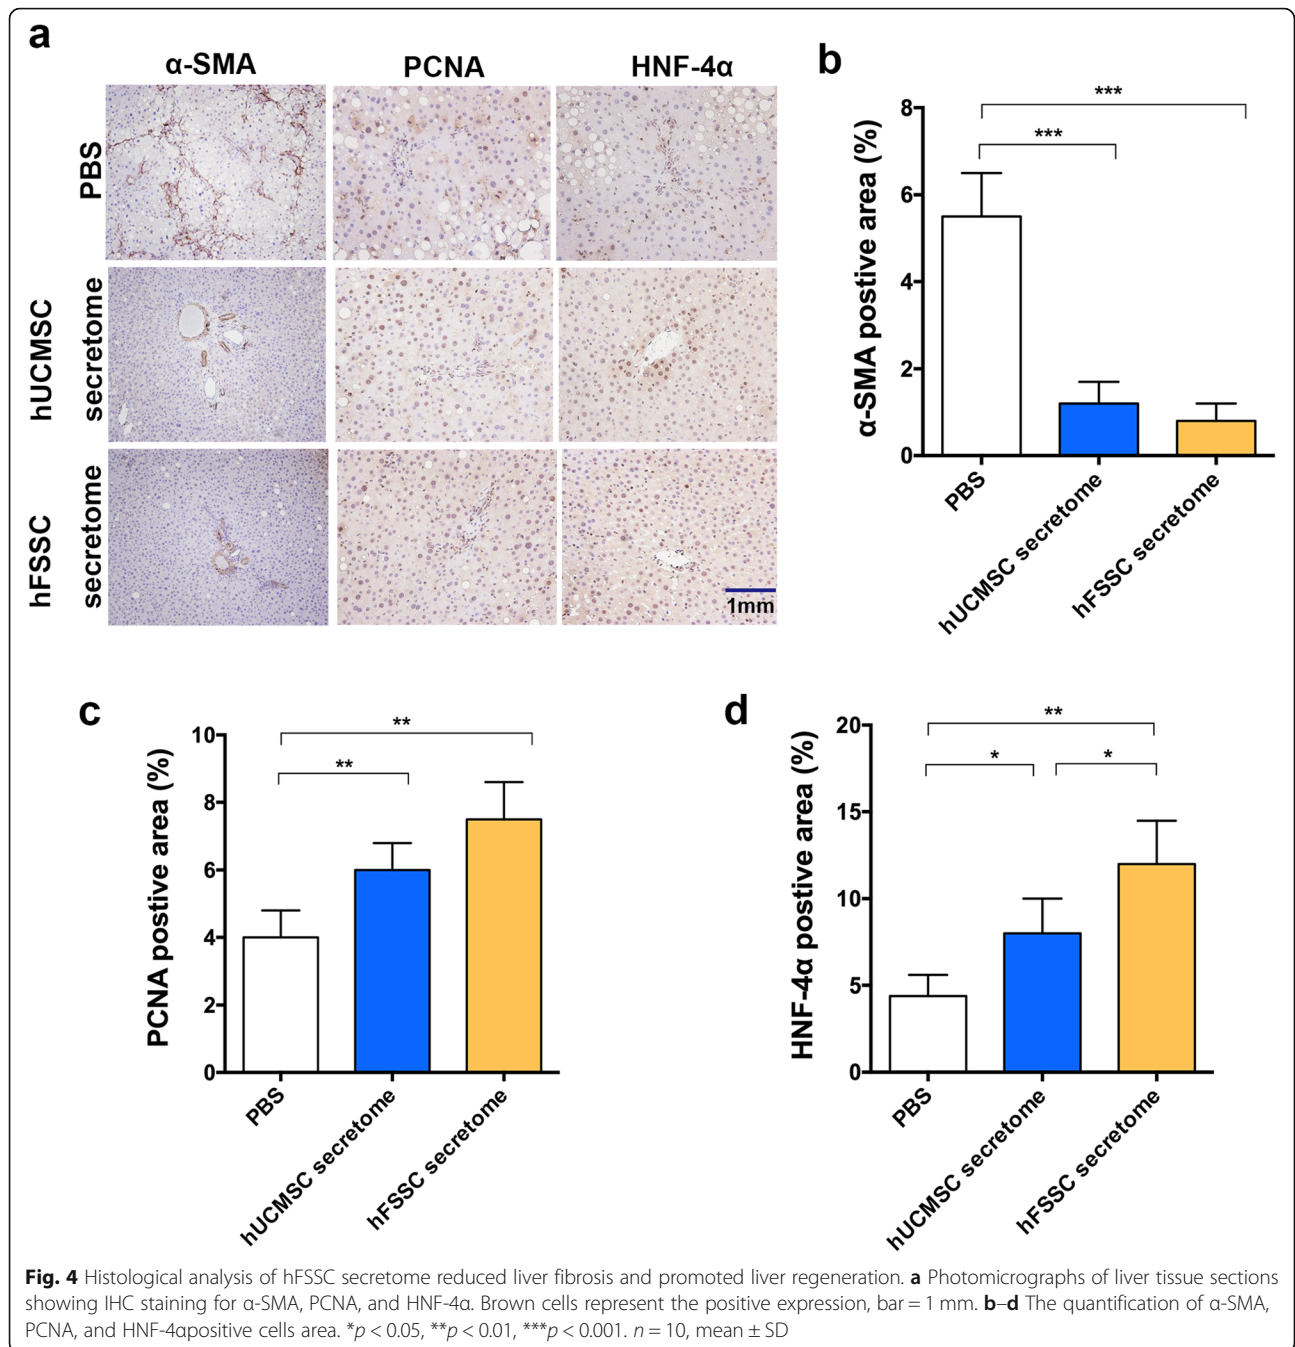 a
α-SMA PCNA HNF-4α
PBS
hUCMSC
secretome
hFSSC
secretome
1mm
b
α-SMA postive area (%)
8
6
4
2
0
***
***
PBS
hUCMSC secretome
hFSSC secretome
c
PCNA postive area (%)
10
8
6
4
2
0
**
**
PBS
hUCMSC secretome
hFSSC secretome
d
HNF-4α postive area (%)
20
15
10
5
0
**
*
*
PBS
hUCMSC secretome
hFSSC secretome
Fig. 4 Histological analysis of hFSSC secretome reduced liver fibrosis and promoted liver regeneration. a Photomicrographs of liver tissue sections
showing IHC staining for α-SMA, PCNA, and HNF-4α. Brown cells represent the positive expression, bar = 1 mm. b–d The quantification of α-SMA,
PCNA, and HNF-4αpositive cells area. *p < 0.05, **p < 0.01, ***p < 0.001. n = 10, mean ± SD